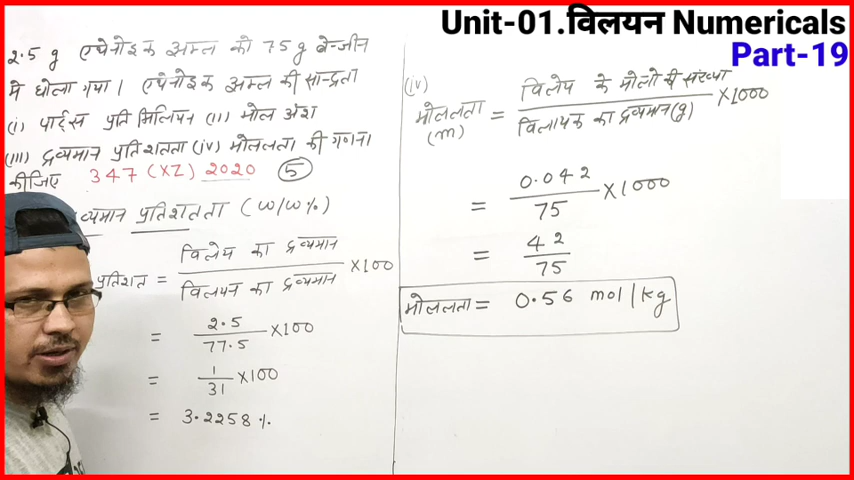 Unit-01.विलयन Numericals
Part-19
2.5 g एथेनोइक अम्ल को 75 g बेन्जीन
मे घोला गया। एथेनोइक अम्ल की सान्द्रता
(i) पार्ट्स प्रति मिलियन (ii) मोल अंश
(iii) द्रव्यमान प्रतिशतता (iv) मोललता की गणना
कीजिए 347 (XZ) 2020 (5)
व्यमान प्रतिशतता (w/w%)
प्रतिशत = विलेय का द्रव्यमान / विलयन का द्रव्यमान ×100
= 2.5 / 77.5 ×100
= 1 / 31 ×100
= 3.2258 %
(iv)
मोललता (m) = विलेय के मोलो की संख्या / विलायक का द्रव्यमान (g) ×1000
= 0.042 / 75 ×1000
= 42 / 75
मोललता = 0.56 mol/kg